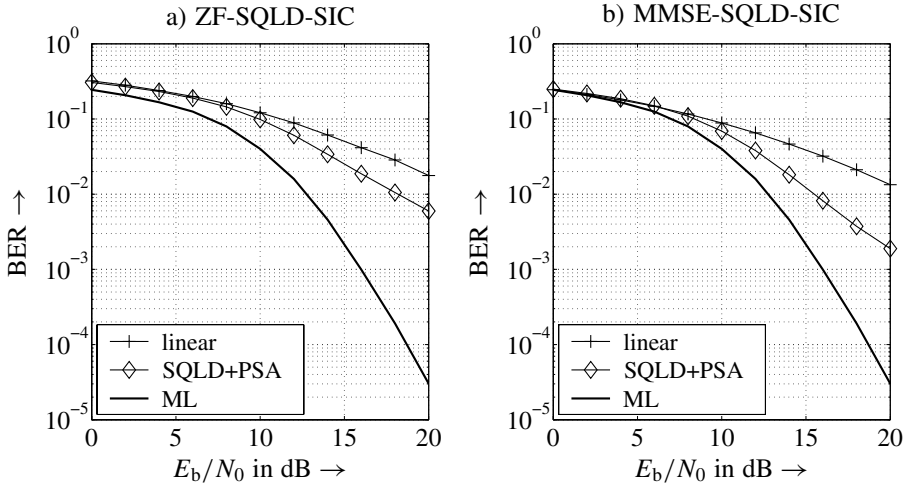 a) ZF-SQLD-SIC
10^0
10^-1
10^-2
10^-3
10^-4
10^-5
BER →
linear
SQLD+PSA
ML
0 5 10 15 20
E_b/N_0 in dB →
b) MMSE-SQLD-SIC
10^0
10^-1
10^-2
10^-3
10^-4
10^-5
BER →
linear
SQLD+PSA
ML
0 5 10 15 20
E_b/N_0 in dB →